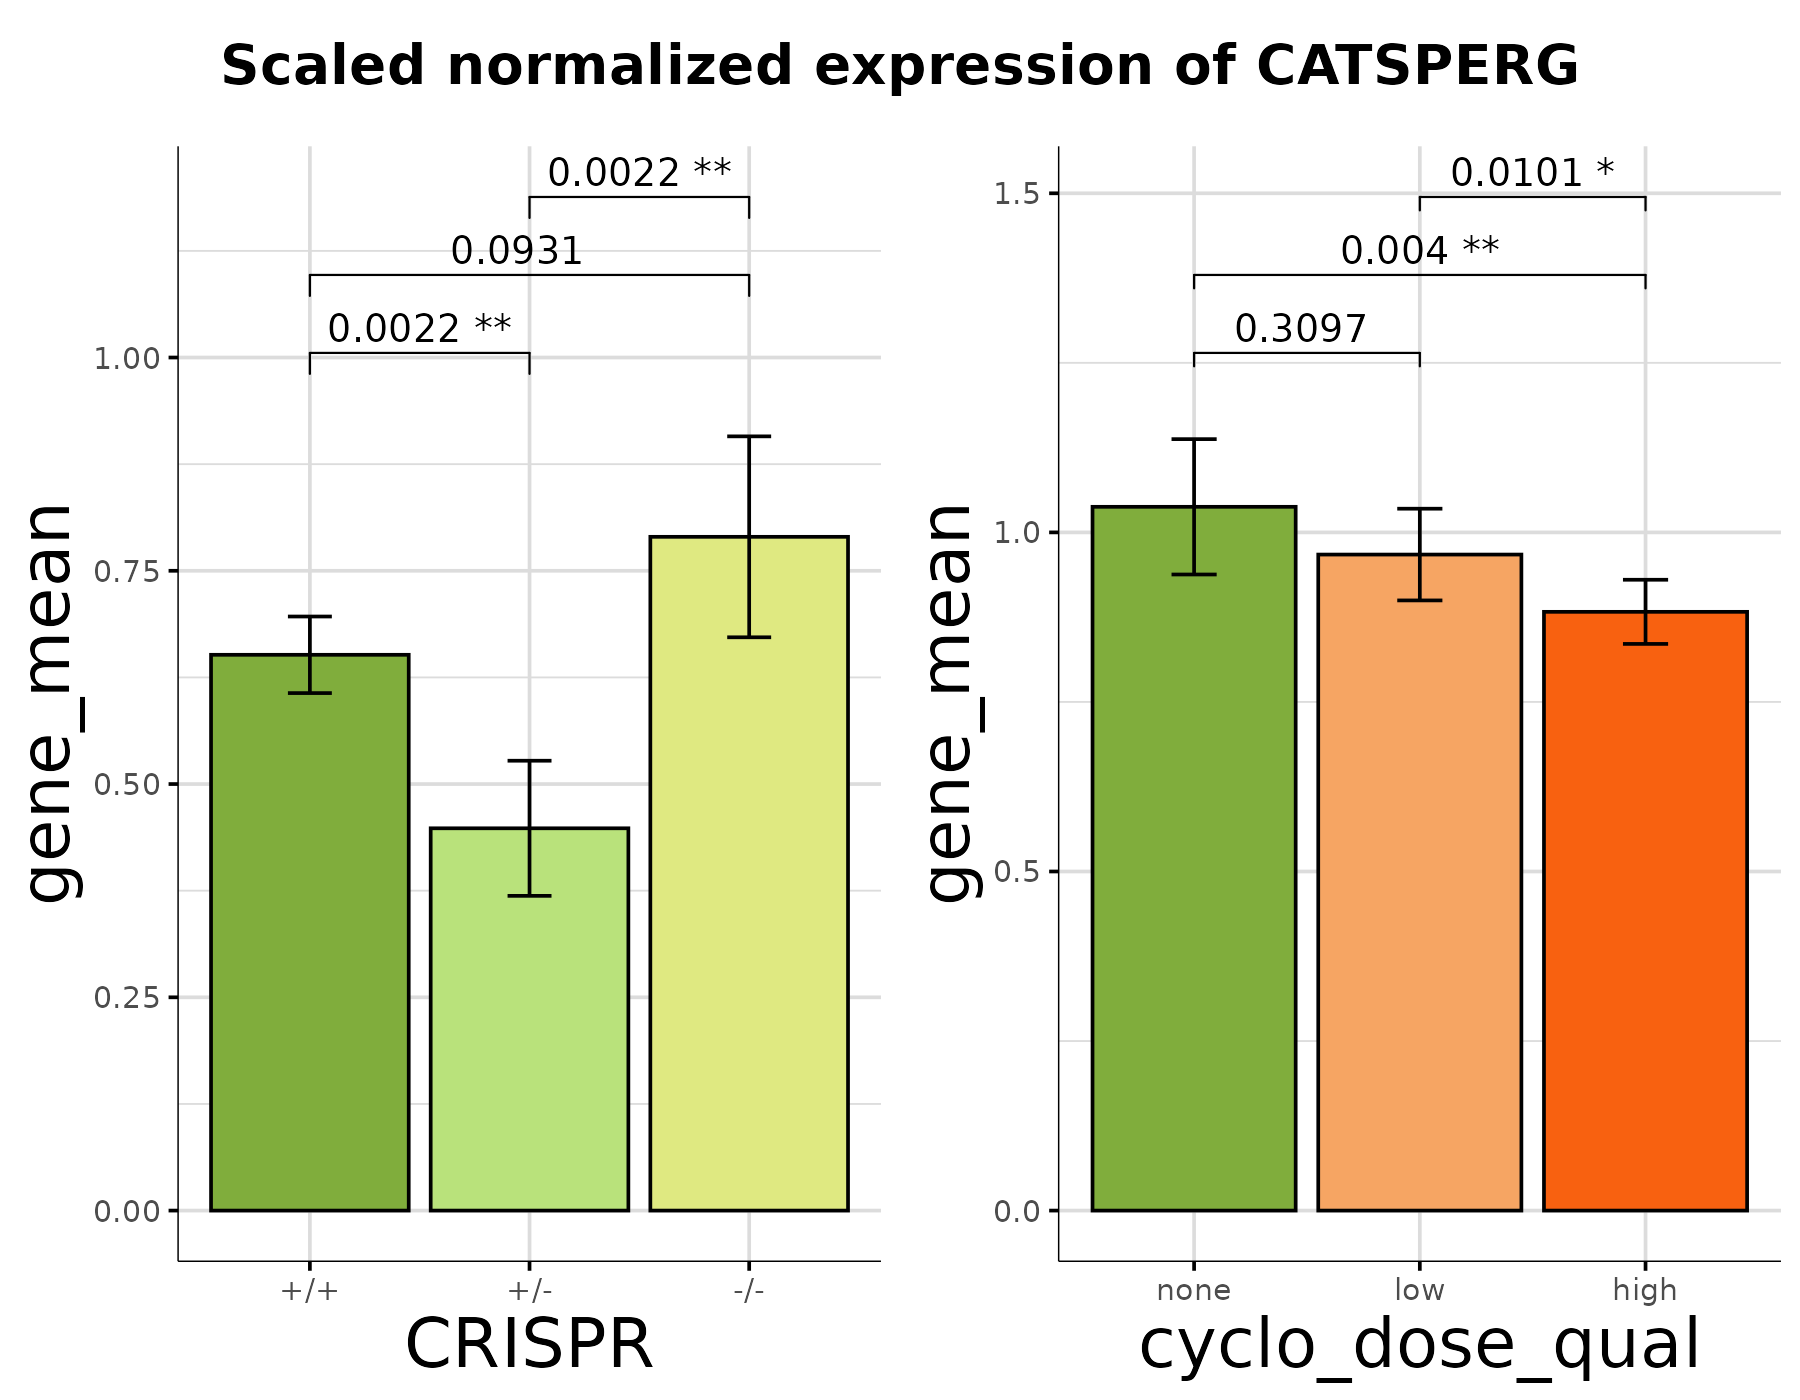 Scaled normalized expression of CATSPERG
gene_mean
1.00
0.75
0.50
0.25
0.00
0.0022 **
0.0931
0.0022 **
+/+ +/- -/-
CRISPR
gene_mean
1.5
1.0
0.5
0.0
0.0101 *
0.004 **
0.3097
none low high
cyclo_dose_qual